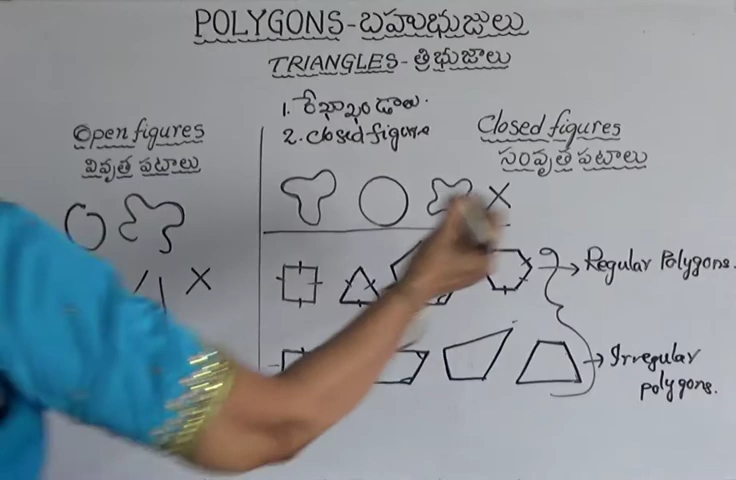 POLYGONS - బహుభుజులు
TRIANGLES - త్రిభుజాలు
1. రేఖాఖండాలు.
2. closed figure
Open figures
వివృత పటాలు
Closed figures
సంవృత పటాలు
Regular Polygons.
Irregular
polygons.